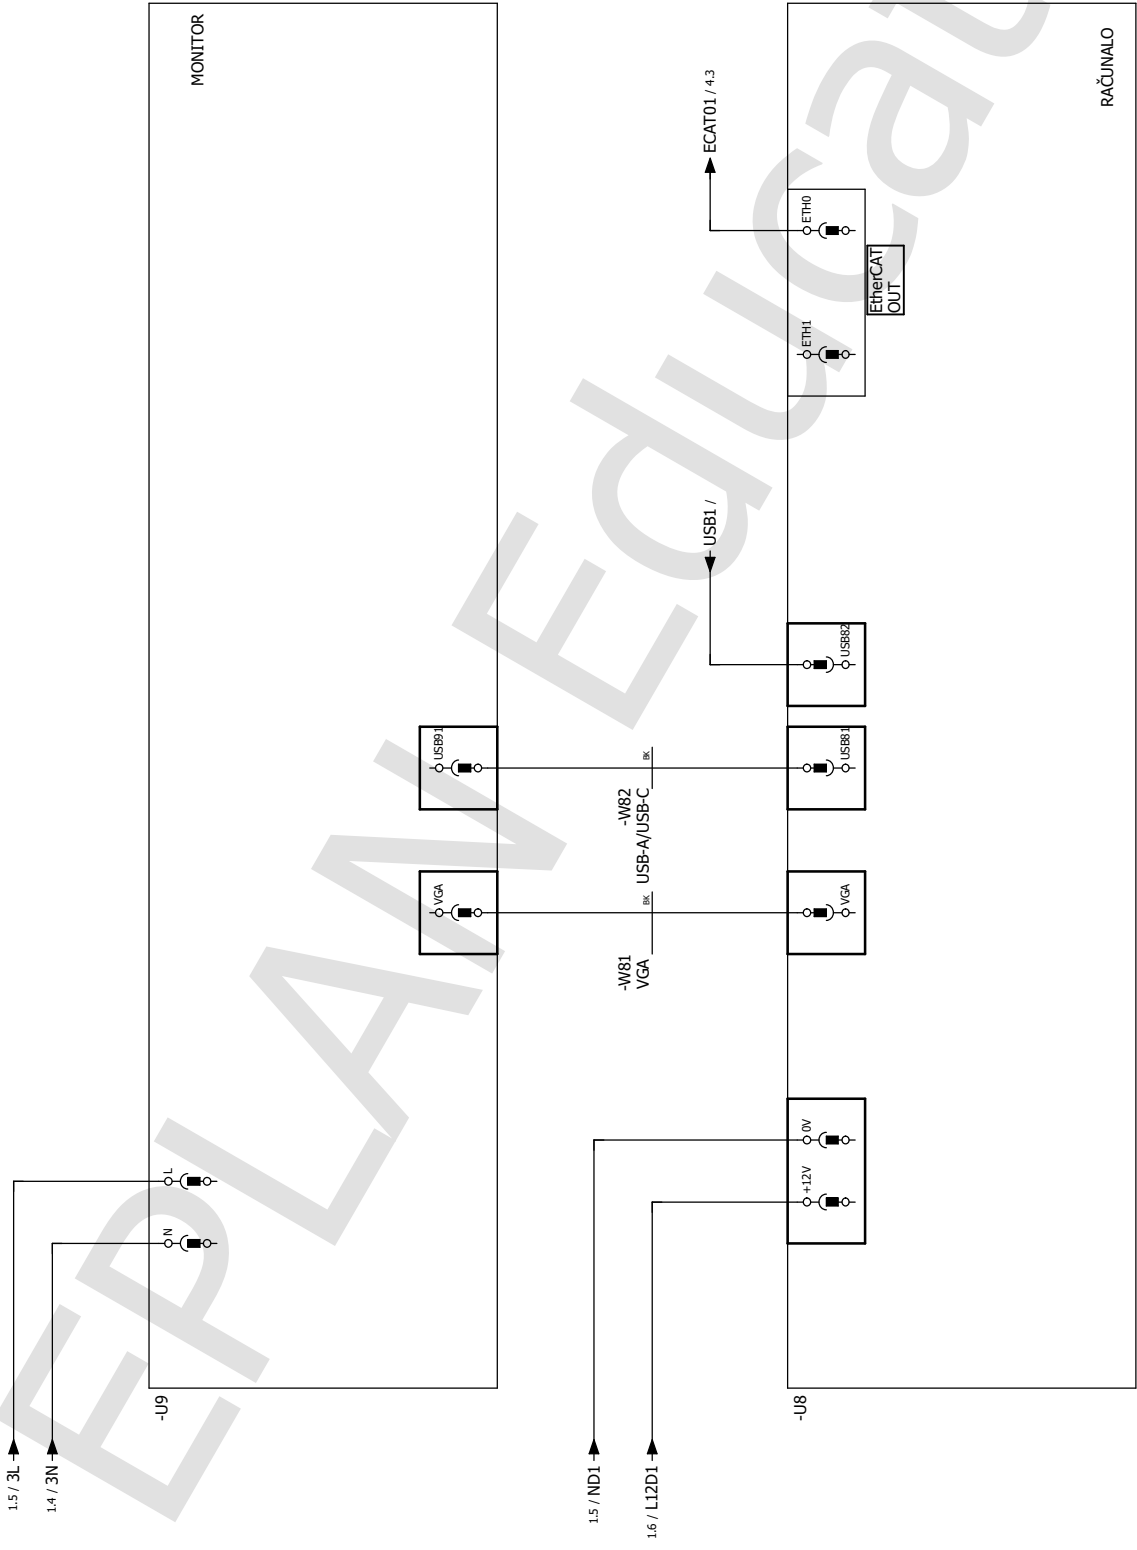 1.5 / 3L
1.4 / 3N
-U9
N
L
MONITOR
VGA
USB91
1.5 / ND1
1.6 / L12D1
-W81
VGA
BK
-W82
USB-A/USB-C
BK
USB1 /
ECAT01 / 4.3
-U8
+12V
0V
VGA
USB81
USB82
ETH1
ETH0
EtherCAT
OUT
RAČUNALO
EPLAN Educat